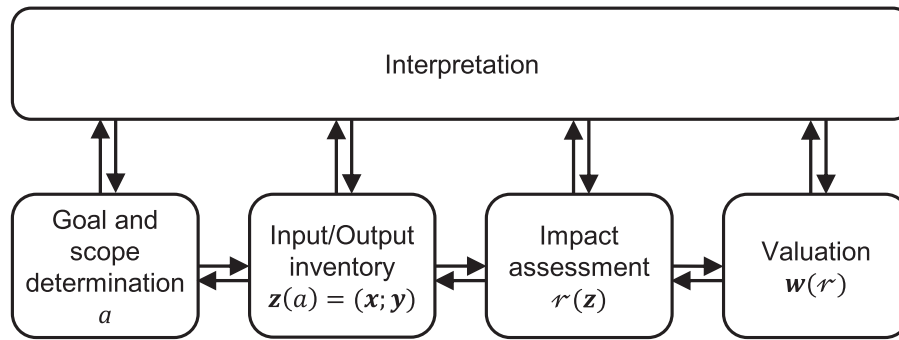 Interpretation
Goal and
scope
determination
𝑎
Input/Output
inventory
𝒛(𝑎) = (𝒙; 𝒚)
Impact
assessment
𝓇(𝒛)
Valuation
𝒘(𝓇)